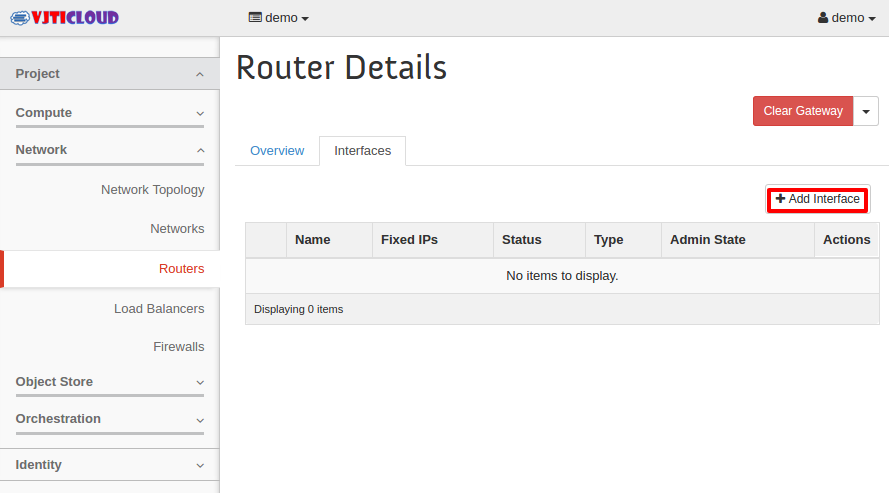 VJTICLOUD
demo
demo
Project
Compute
Network
Network Topology
Networks
Routers
Load Balancers
Firewalls
Object Store
Orchestration
Identity
Router Details
Clear Gateway
Overview Interfaces
+ Add Interface
Name Fixed IPs Status Type Admin State Actions
No items to display.
Displaying 0 items